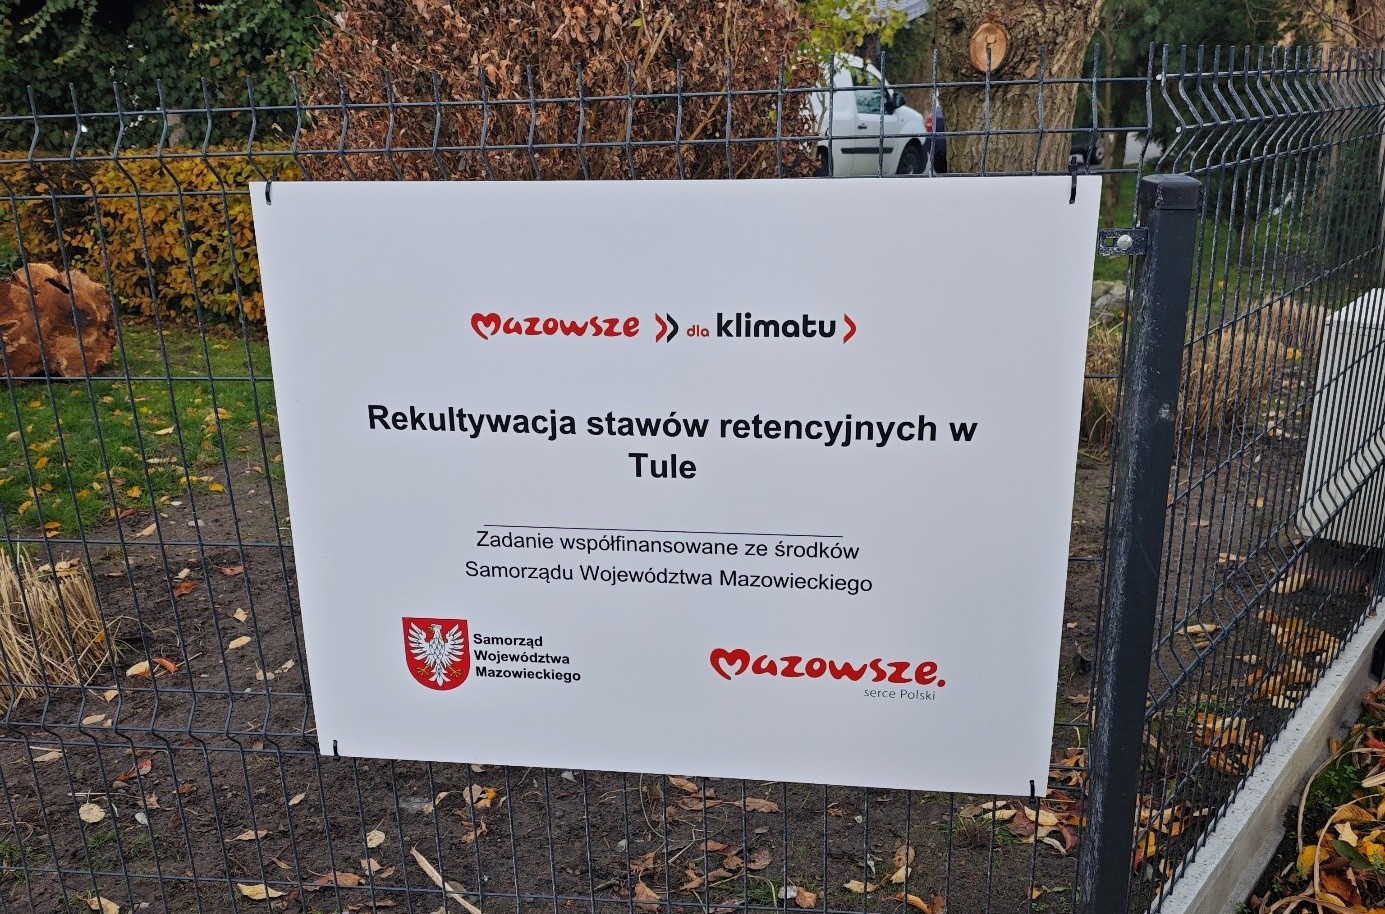 mazowsze dla klimatu
Rekultywacja stawów retencyjnych w
Tule
Zadanie współfinansowane ze środków
Samorządu Województwa Mazowieckiego
Samorząd
Województwa
Mazowieckiego
mazowsze.
serce Polski